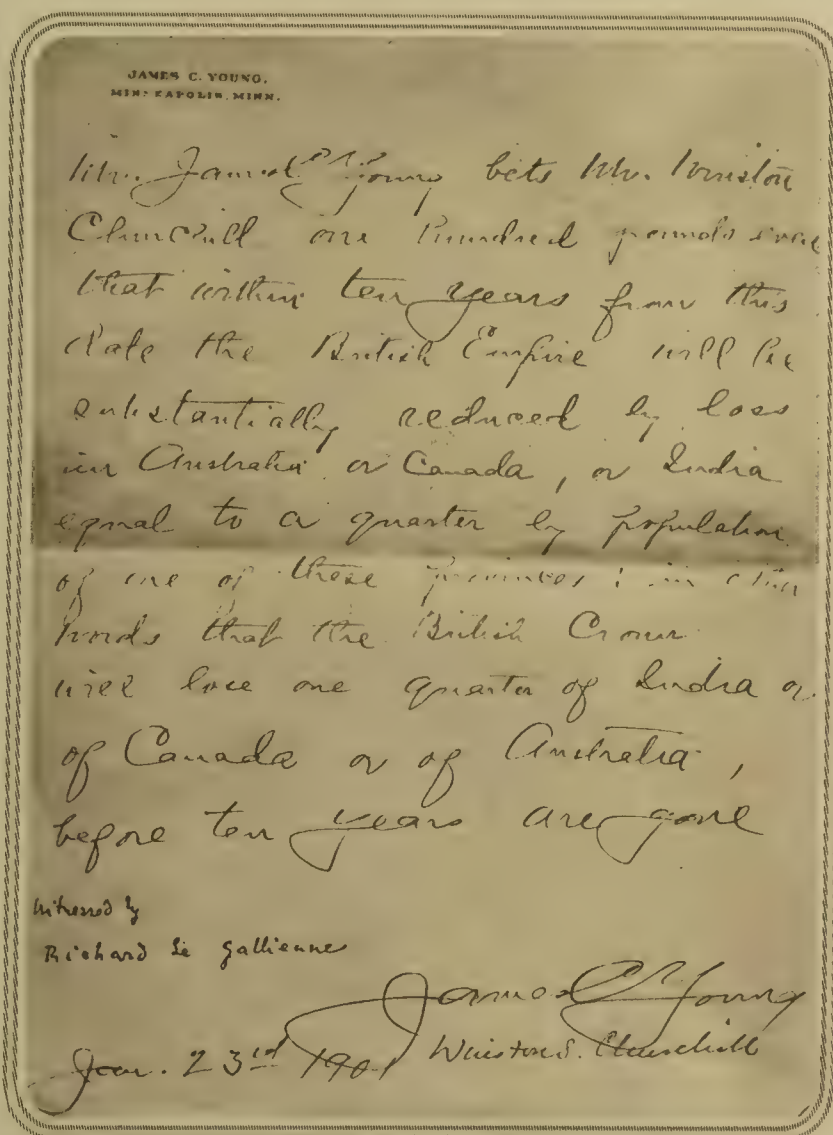 JAMES C. YOUNG.
MINNEAPOLIS, MINN.
Mr. James C Young bets Mr. Winston
Churchill one hundred pounds even
that within ten years from this
date the British Empire will be
substantially reduced by loss
in Australia or Canada, or India
equal to a quarter by population
of one of these provinces: in other
words that the British Crown
will lose one quarter of India or
of Canada or of Australia,
before ten years are gone
Witnessed by
Richard Le Gallienne
James C Young
Winston S. Churchill
Jan. 23rd 1901